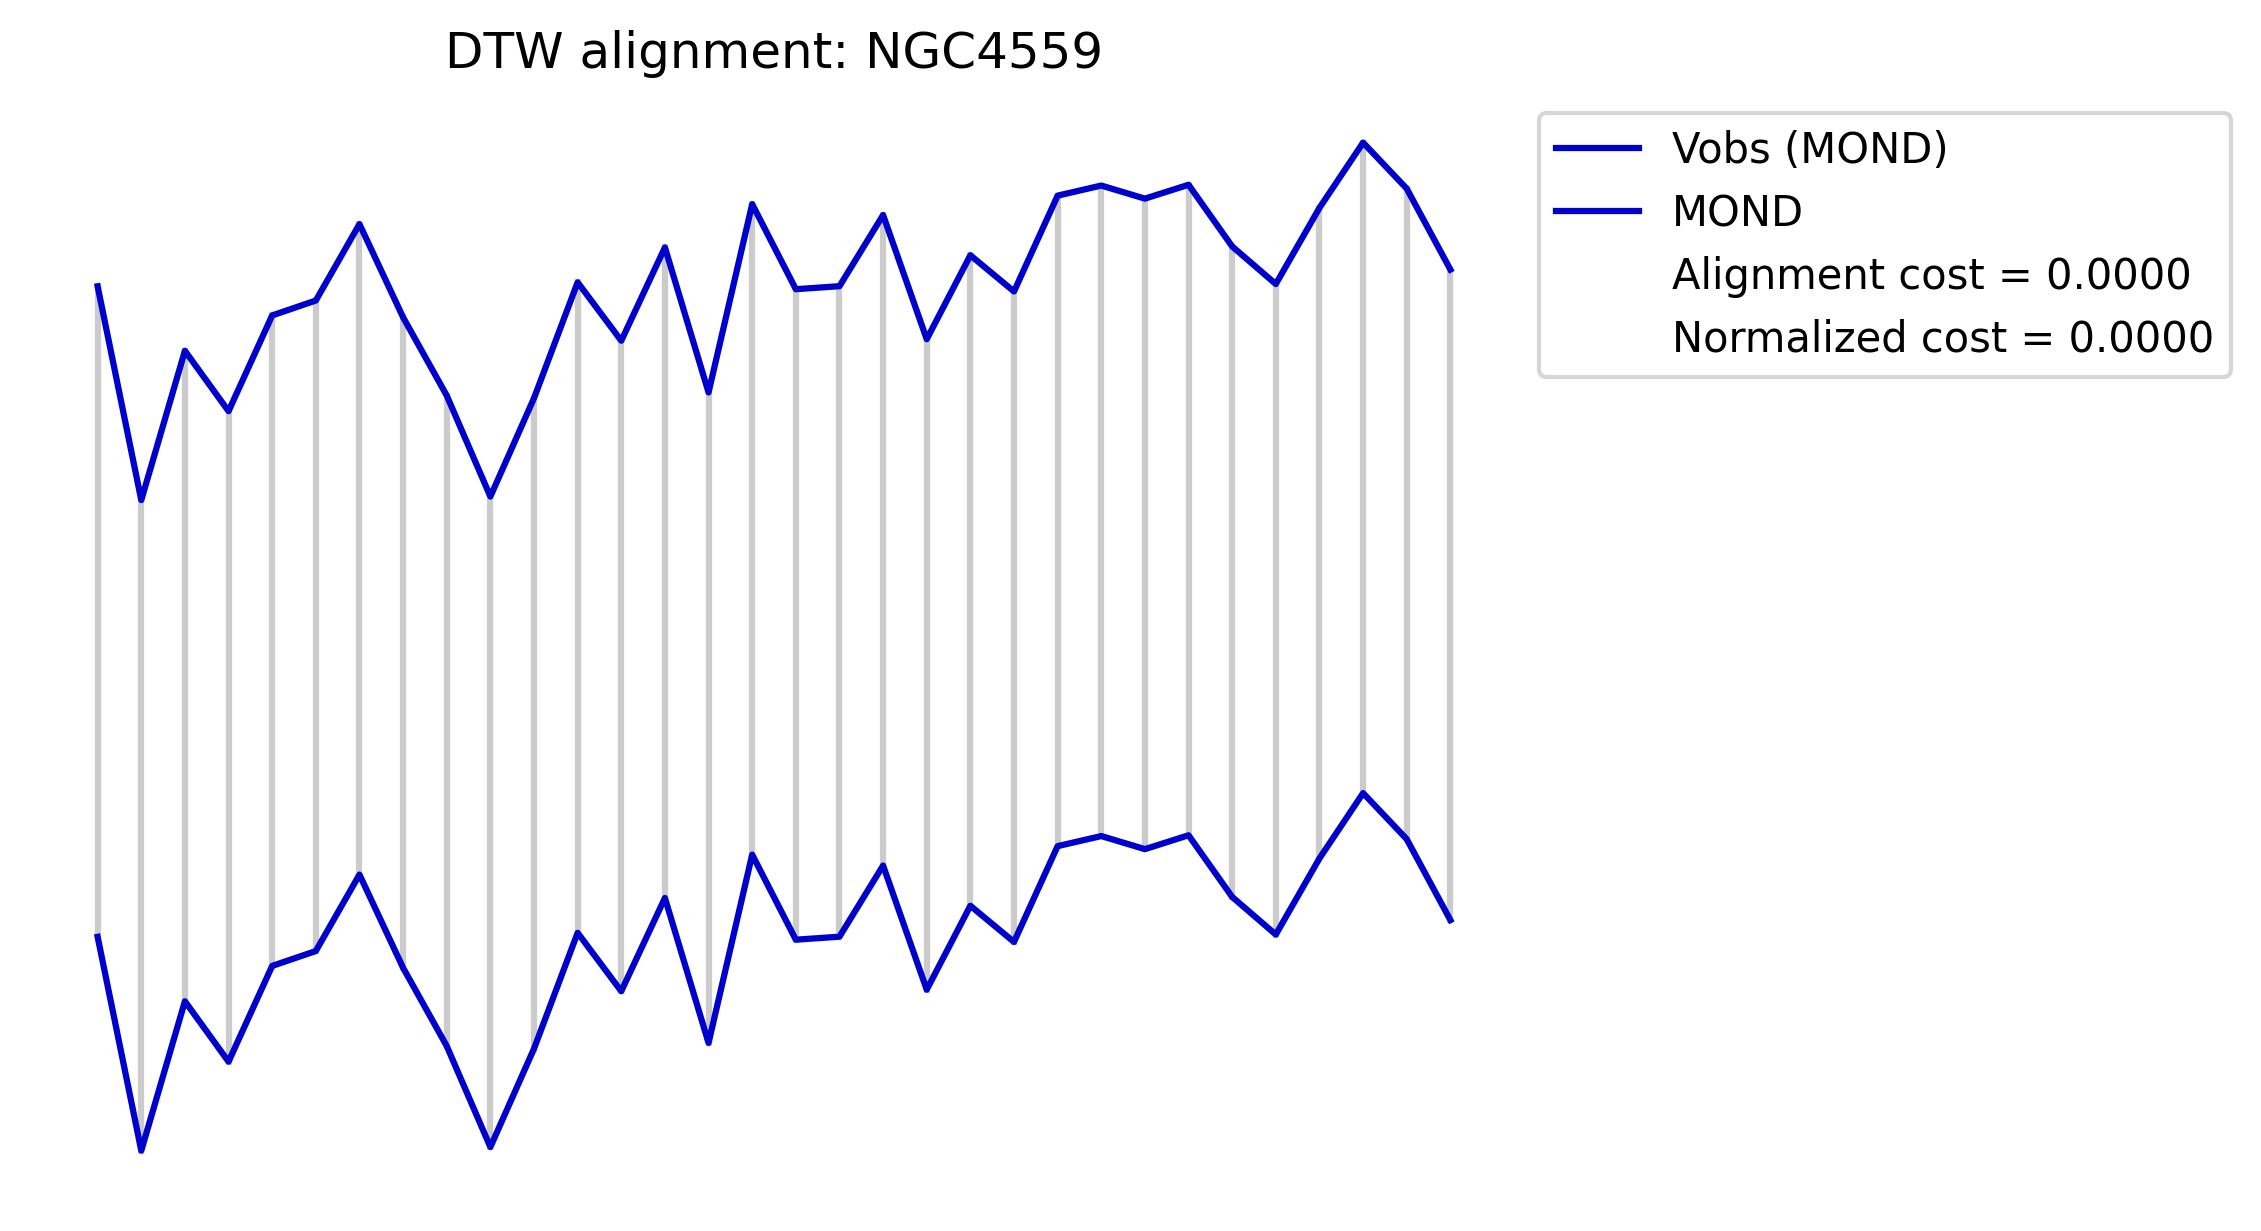 DTW alignment: NGC4559
Vobs (MOND)
MOND
Alignment cost = 0.0000
Normalized cost = 0.0000